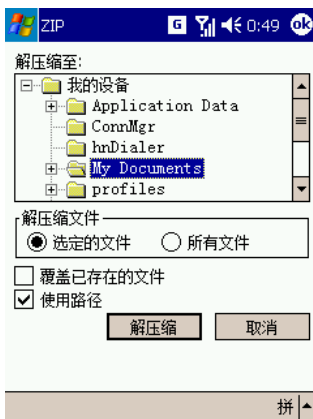 ZIP G 0:49 ok
解压缩至:
我的设备
Application Data
ConnMgr
hnDialer
My Documents
profiles
解压缩文件
选定的文件 所有文件
覆盖已存在的文件
使用路径
解压缩 取消
拼